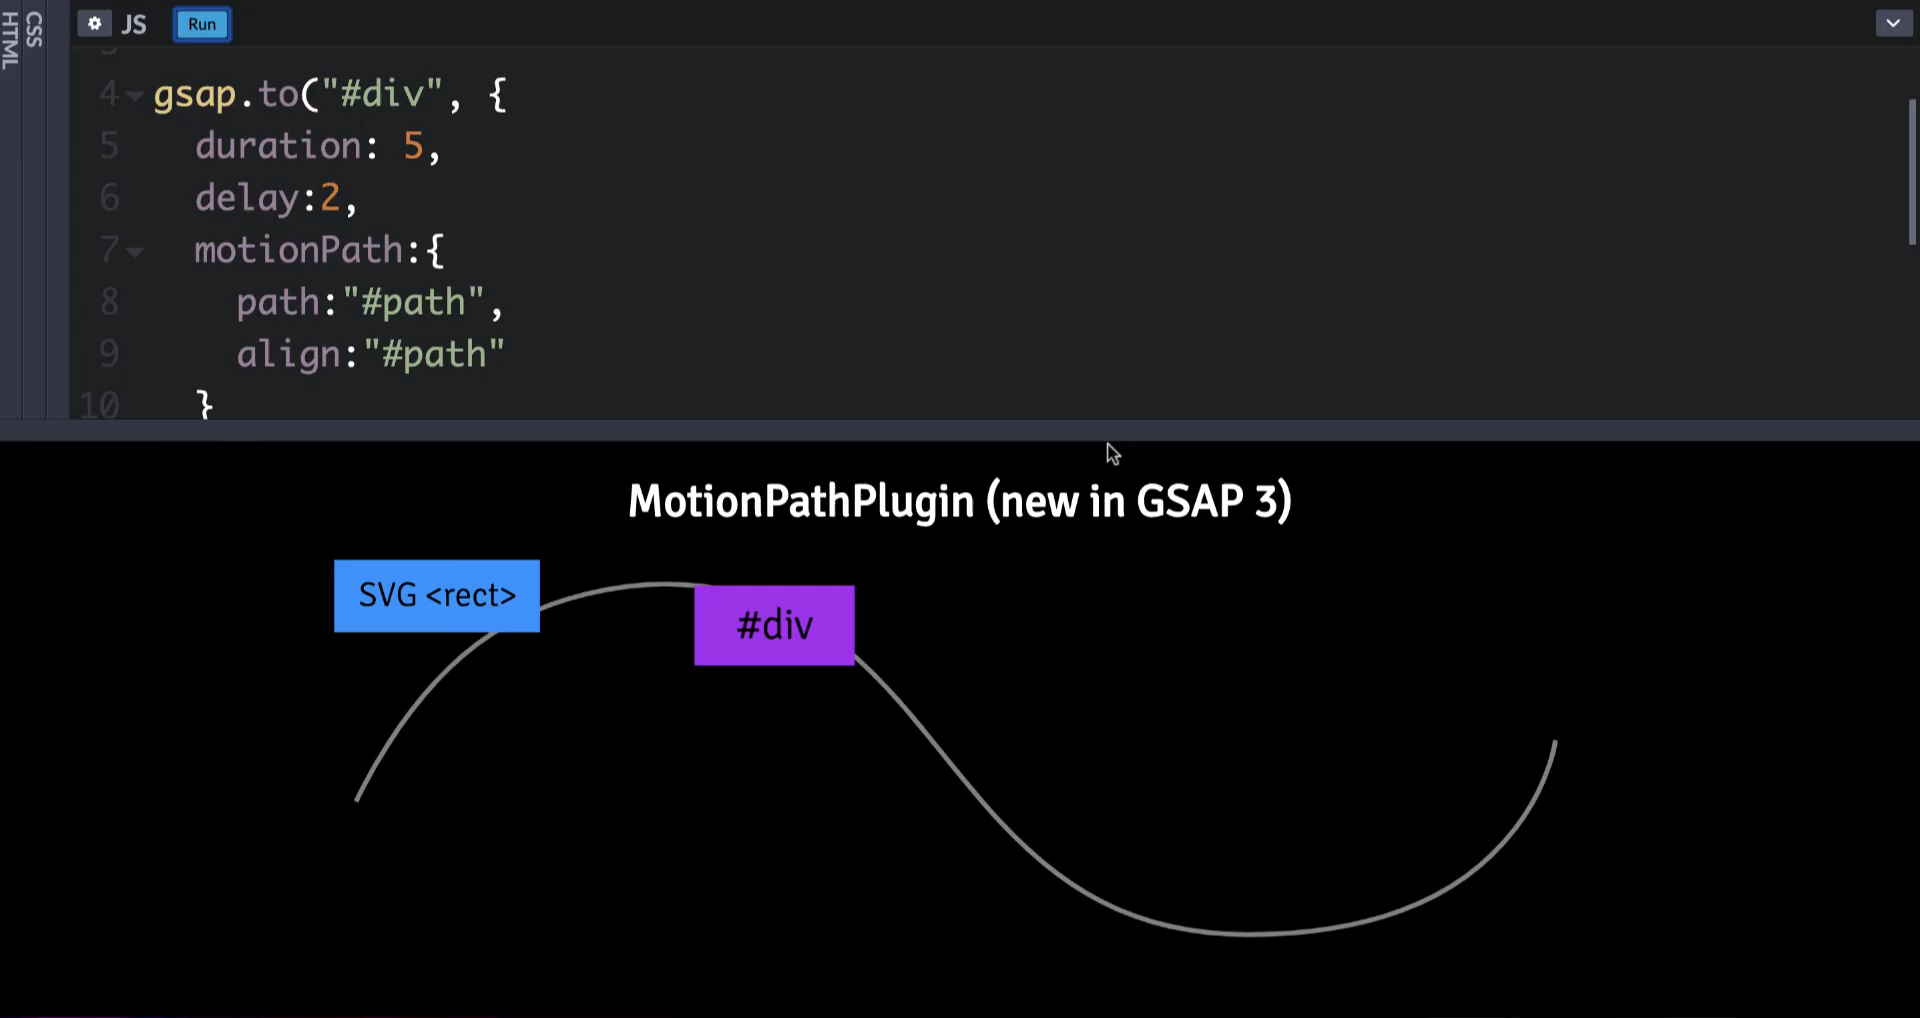 HTML
CSS
JS
Run
4 gsap.to("#div", {
5 duration: 5,
6 delay:2,
7 motionPath:{
8 path:"#path",
9 align:"#path"
10 }
MotionPathPlugin (new in GSAP 3)
SVG <rect>
#div